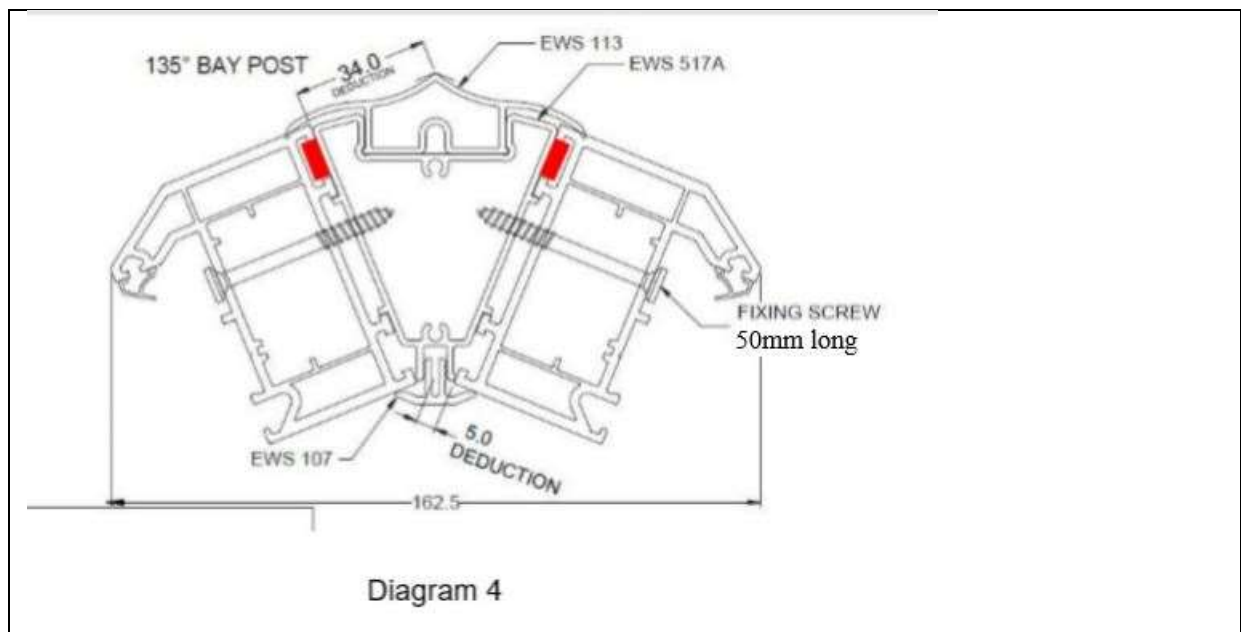 135° BAY POST
34.0
DEDUCTION
EWS 113
EWS 517A
FIXING SCREW
50mm long
EWS 107
5.0
DEDUCTION
162.5
Diagram 4